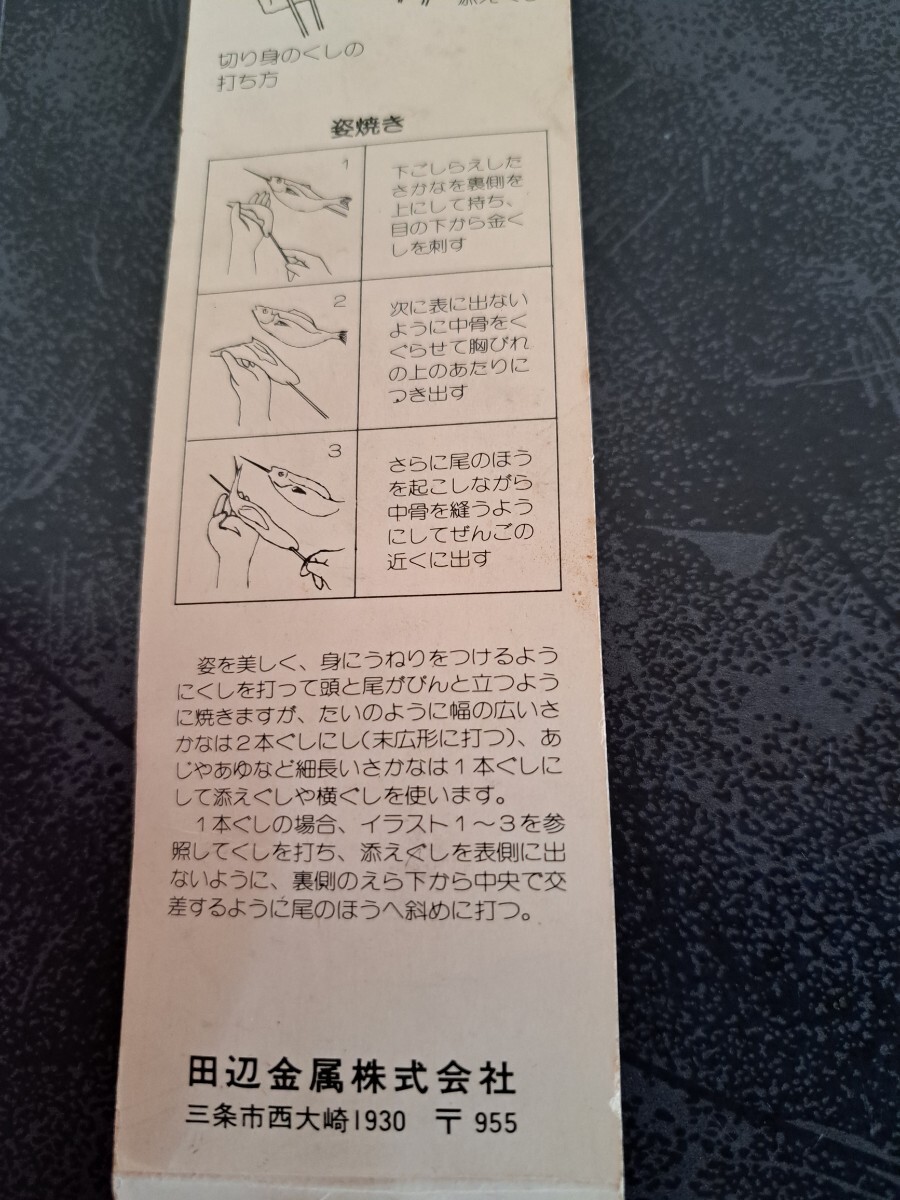 添えぐし
切り身のくしの
打ち方
姿焼き
1
下ごしらえした
さかなを裏側を
上にして持ち、
目の下から金く
しを刺す
2
次に表に出ない
ように中骨をく
ぐらせて胸びれ
の上のあたりに
つき出す
3
さらに尾のほう
を起こしながら
中骨を縫うよう
にしてぜんごの
近くに出す
姿を美しく、身にうねりをつけるよう
にくしを打って頭と尾がぴんと立つよう
に焼きますが、たいのように幅の広いさ
かなは2本ぐしにし(末広形に打つ)、あ
じやあゆなど細長いさかなは1本ぐしに
して添えぐしや横ぐしを使います。
1本ぐしの場合、イラスト1〜3を参
照してくしを打ち、添えぐしを表側に出
ないように、裏側のえら下から中央で交
差するように尾のほうへ斜めに打つ。
田辺金属株式会社
三条市西大崎1930 〒955